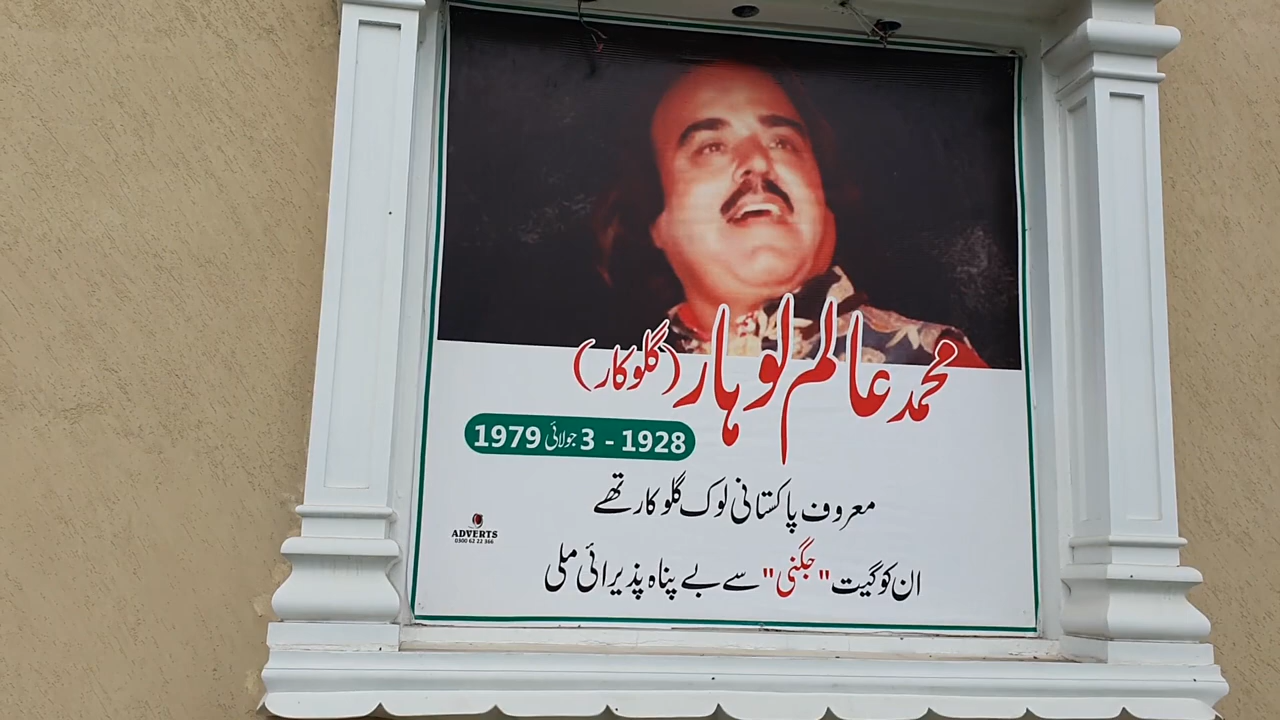 محمد عالم لوہار (گلوکار)
1928 - 3 جولائی 1979
معروف پاکستانی لوک گلوکار تھے
ان کو گیت "جگنی" سے بے پناہ پذیرائی ملی
ADVERTS
0300 62 22 366